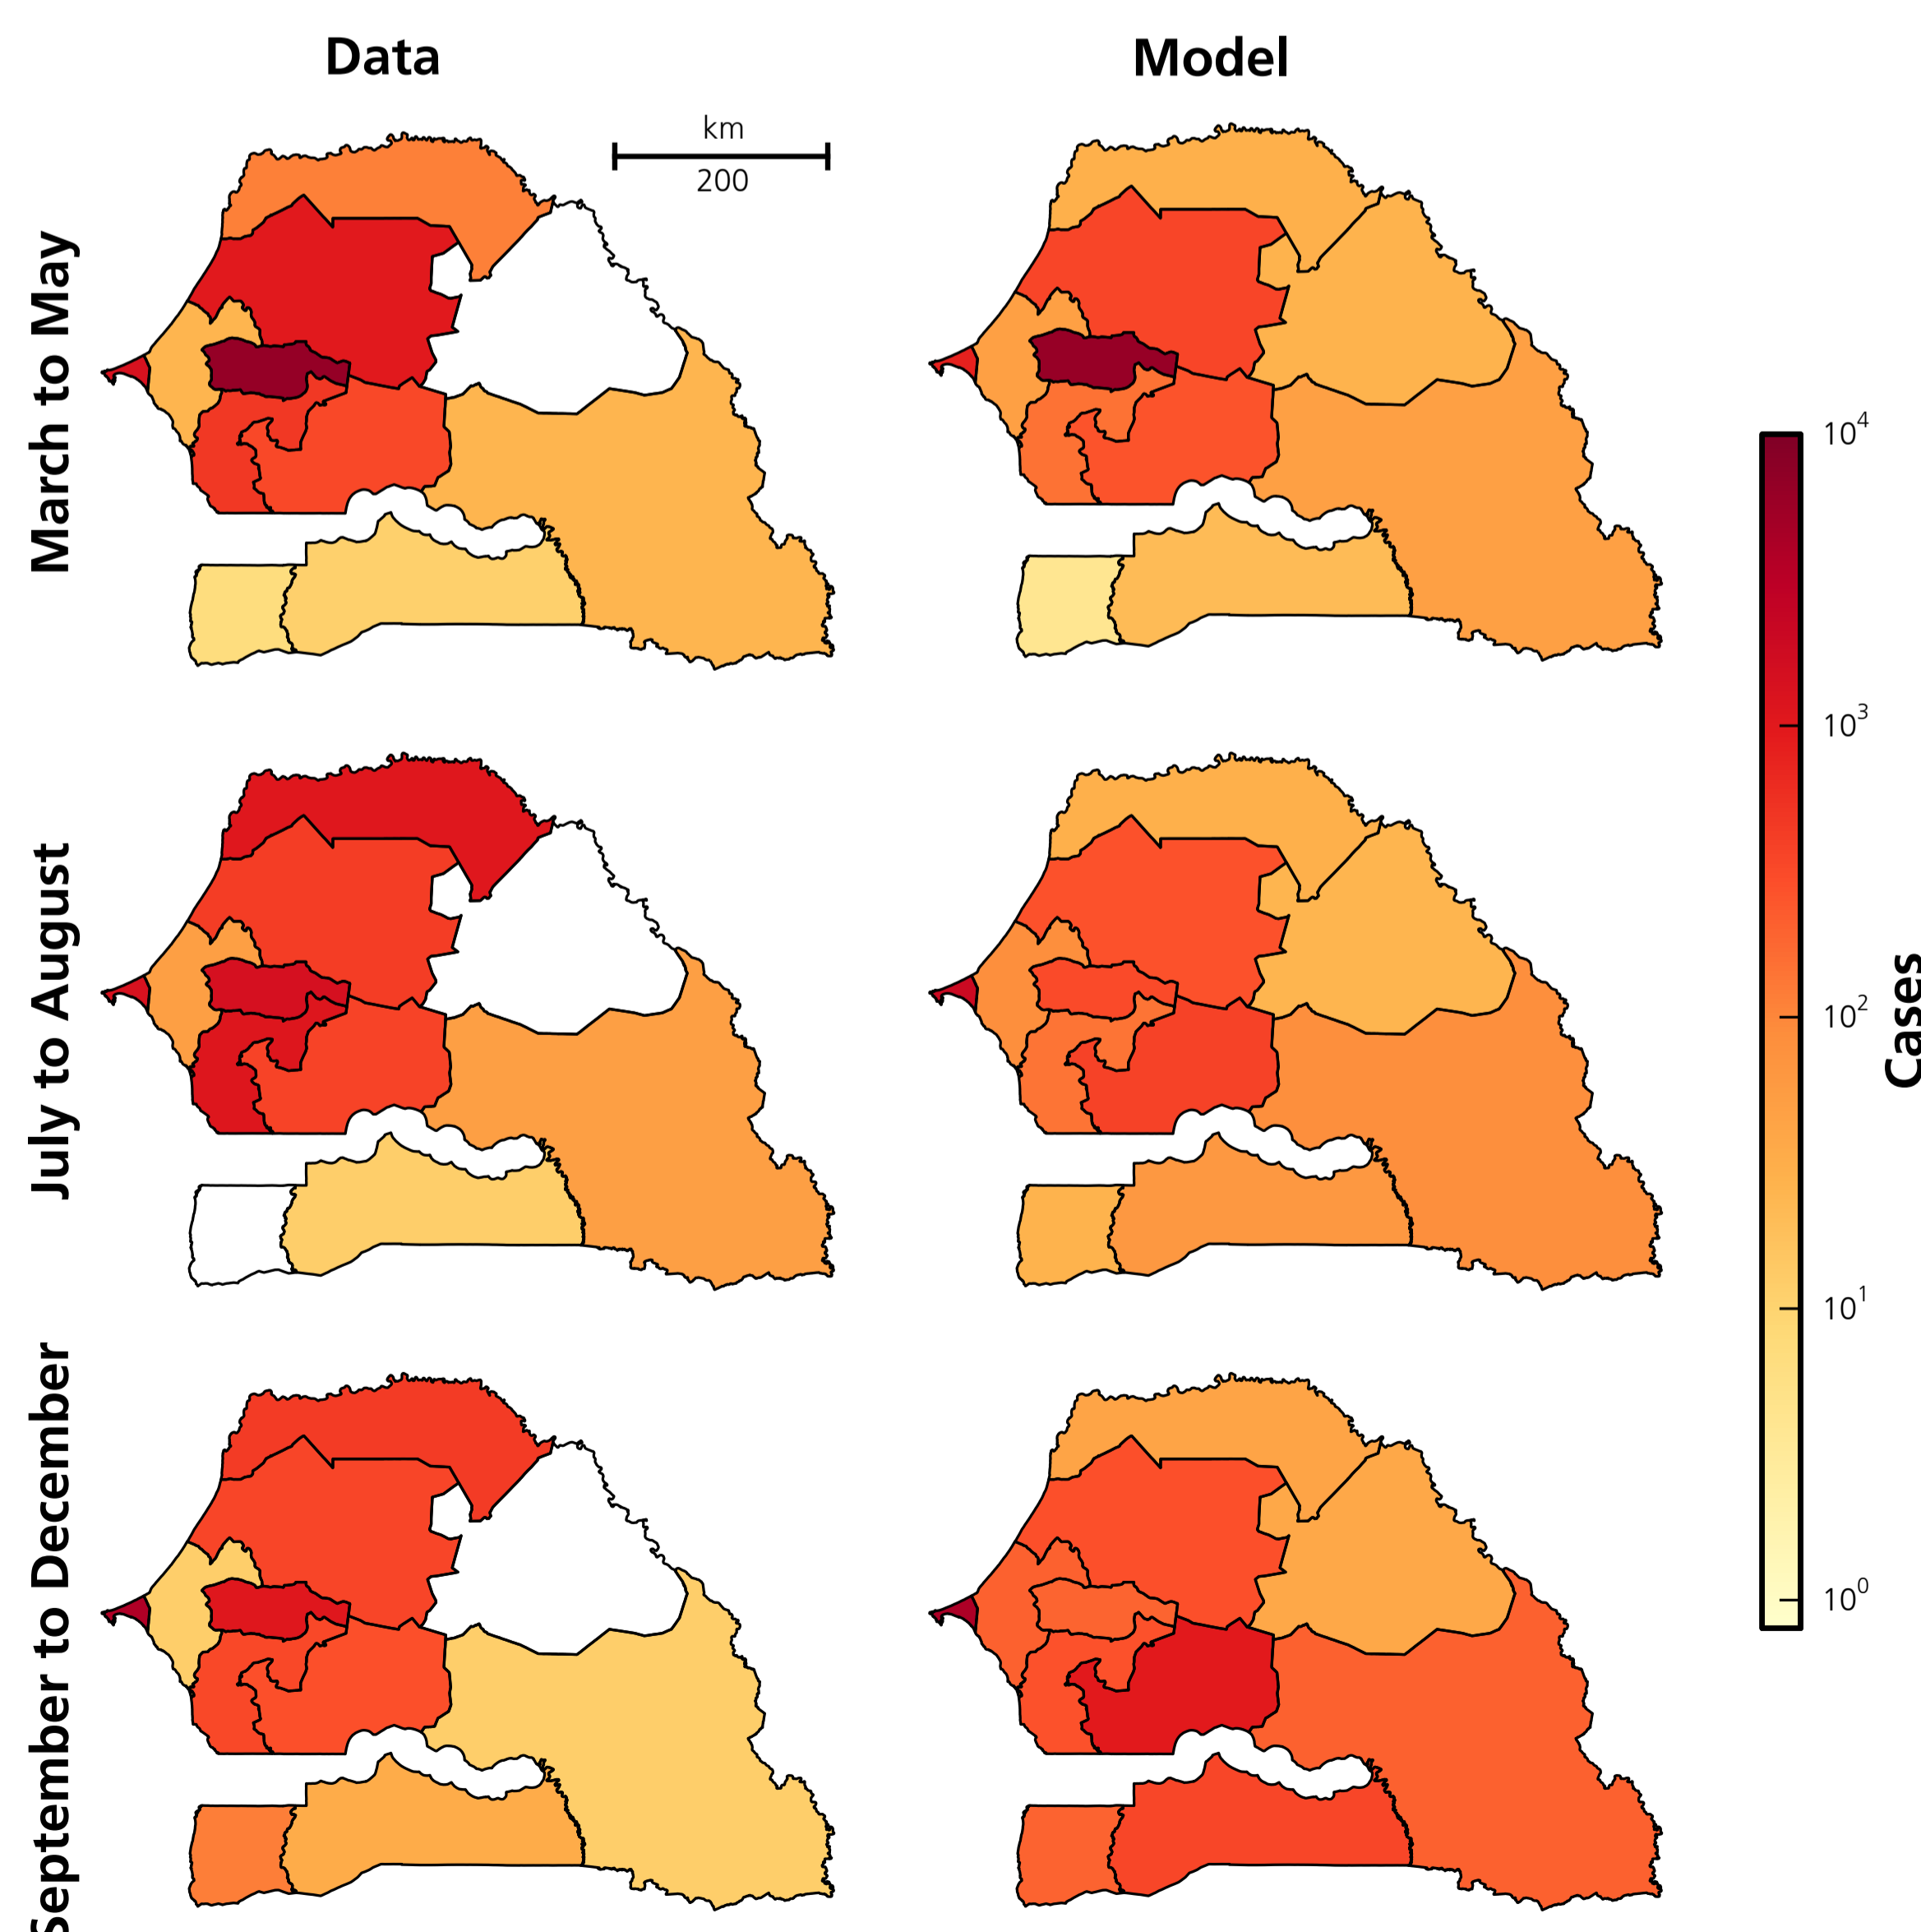 Data
Model
km
200
March to May
July to August
September to December
10^4
10^3
10^2
10^1
10^0
Cases